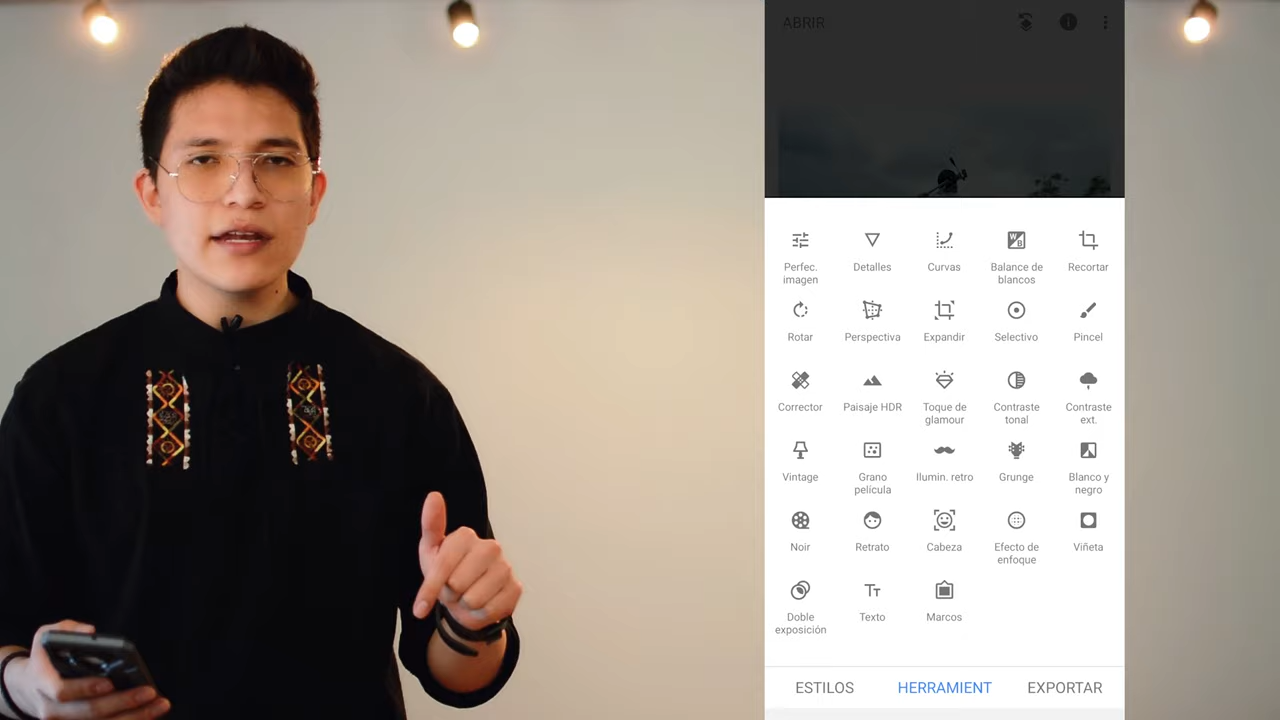 ABRIR
Perfec.
imagen
Detalles
Curvas
W
B
Balance de
blancos
Recortar
Rotar
Perspectiva
Expandir
Selectivo
Pincel
Corrector
Paisaje HDR
Toque de
glamour
Contraste
tonal
Contraste
ext.
Vintage
Grano
película
Ilumin. retro
Grunge
Blanco y
negro
Noir
Retrato
Cabeza
Efecto de
enfoque
Viñeta
Doble
exposición
Tт
Texto
Marcos
ESTILOS
HERRAMIENT
EXPORTAR